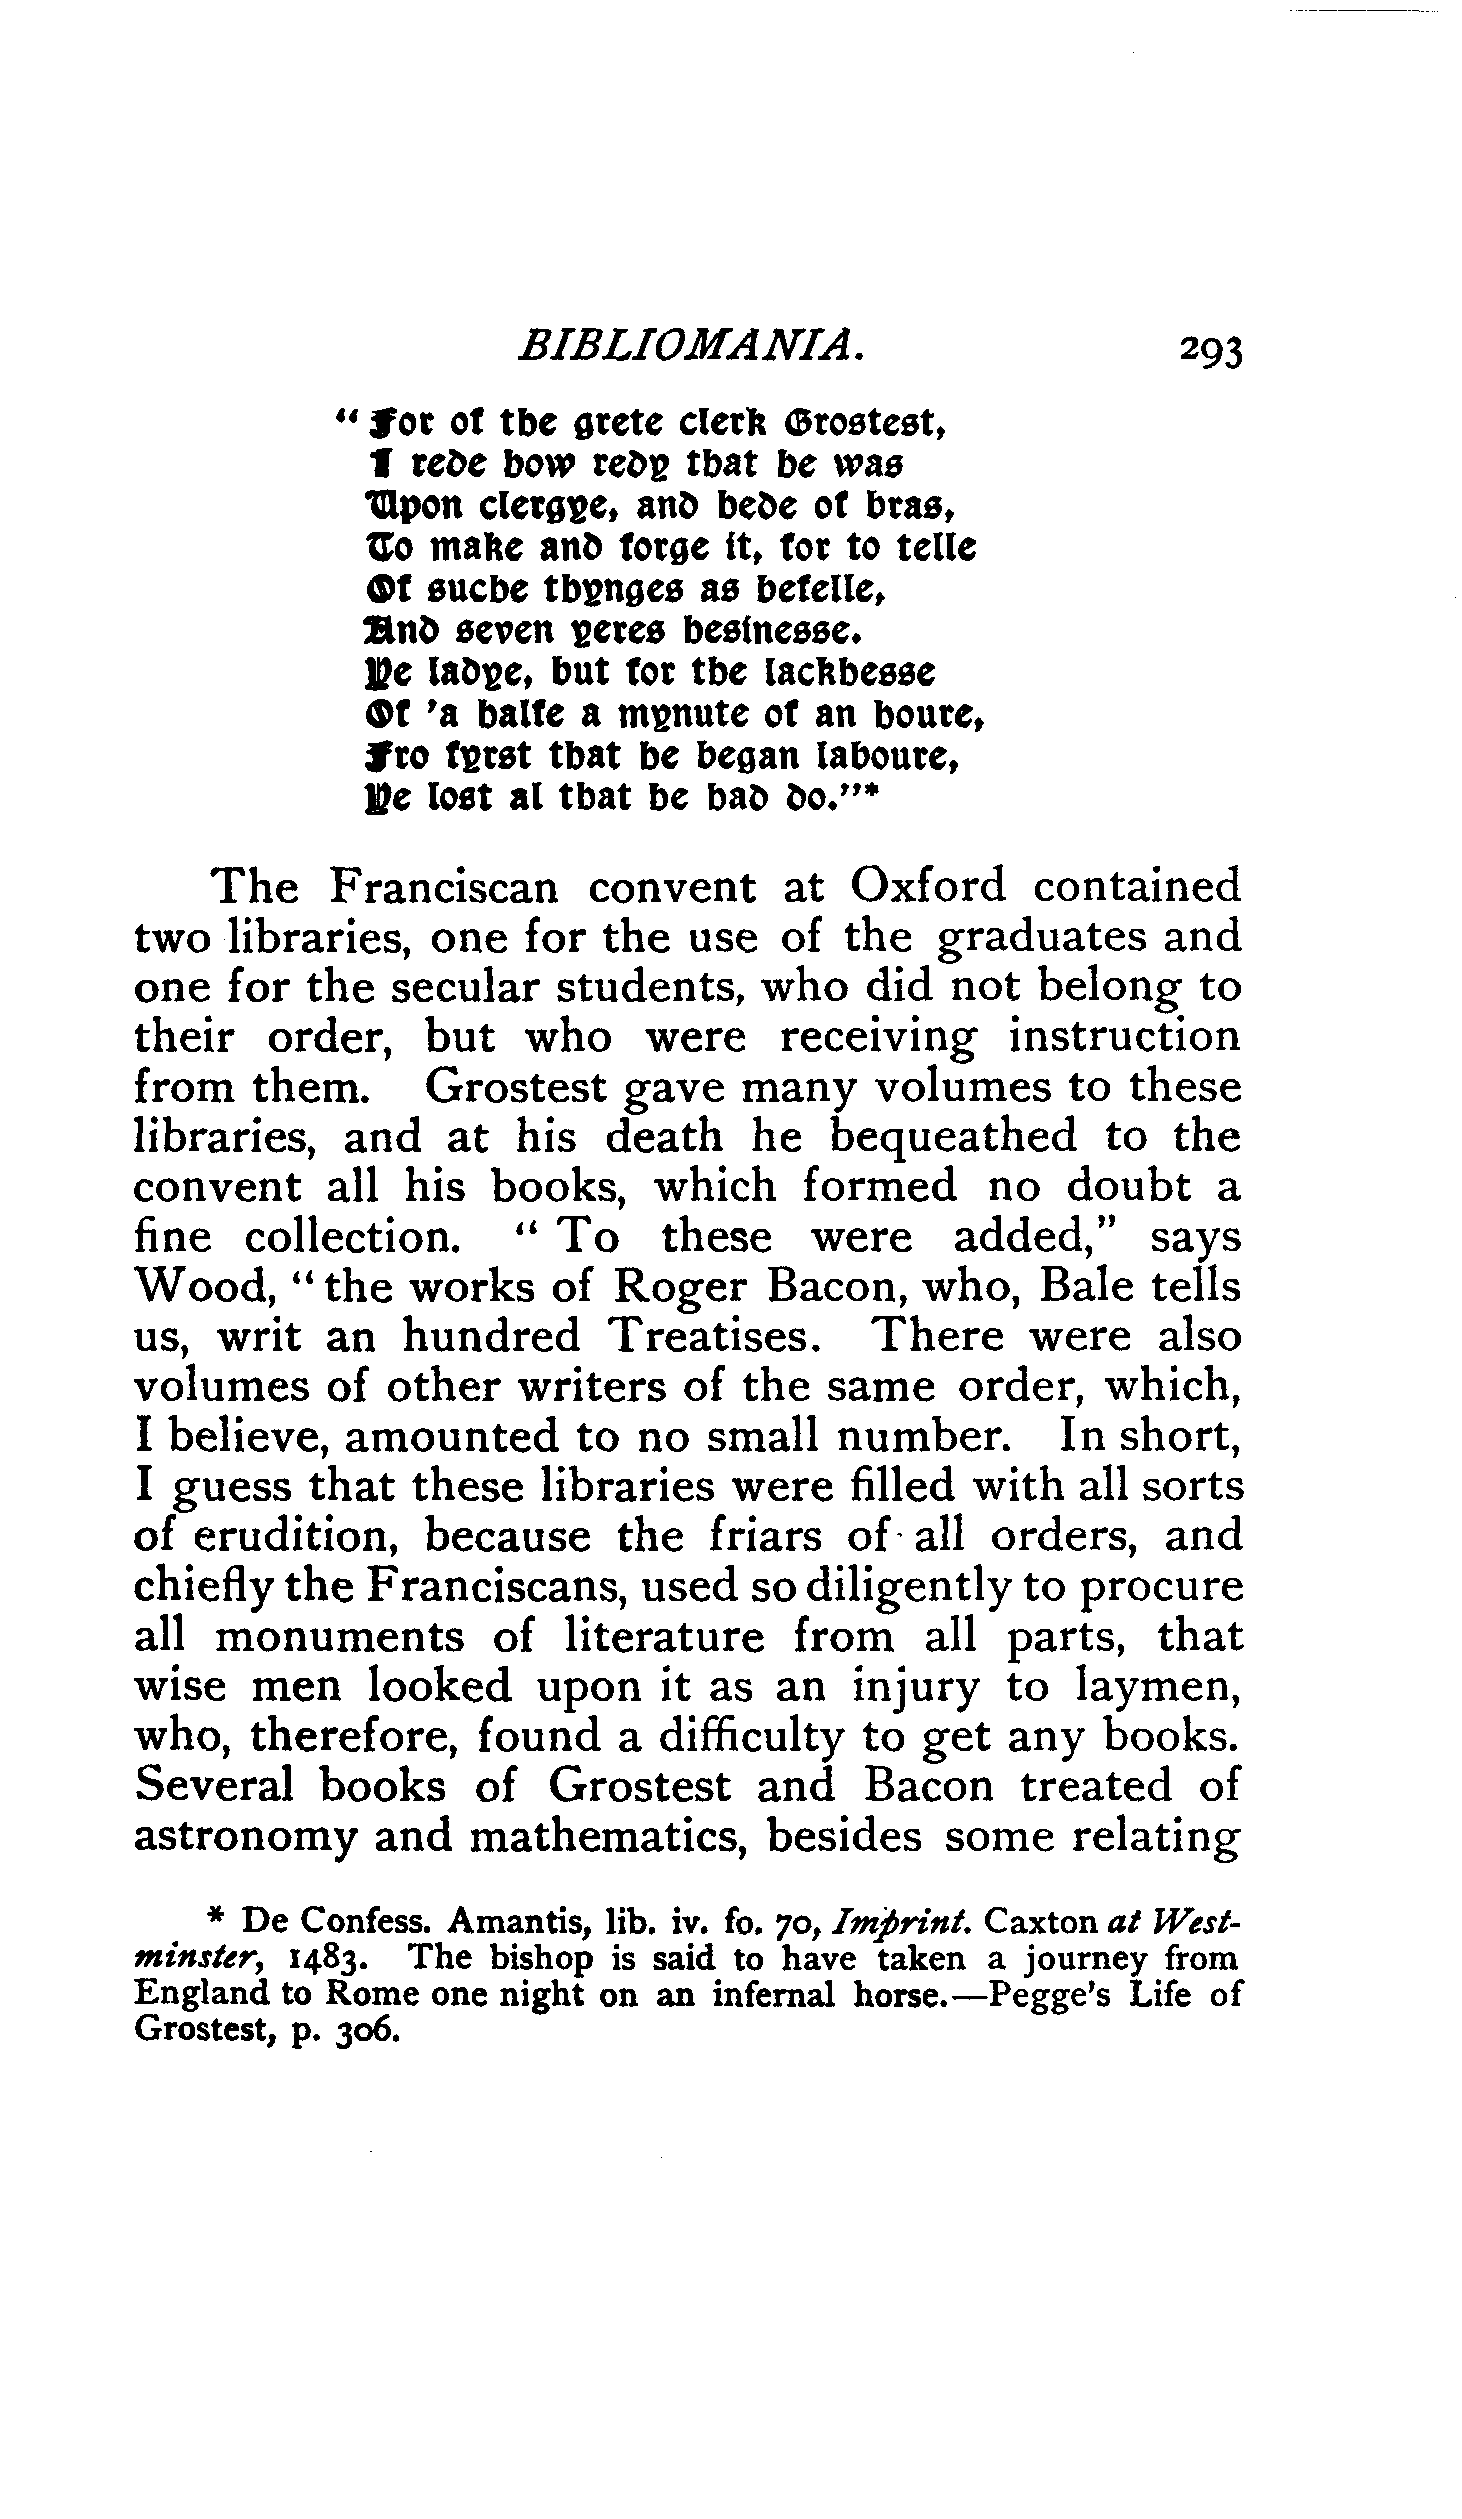 BIBLIOMANIA. 293
“ For of the grete clerk Grostest,
I rede how redy that he was
Upon clergye, and hede of bras,
To make and forge it, for to telle
Of suche thynges as befelle,
And seven yeres besinesse.
He ladye, but for the lackhesse
Of ’a halfe a mynute of an houre,
Fro fyrst that he began laboure,
He lost al that he had do.”*
The Franciscan convent at Oxford contained
two libraries, one for the use of the graduates and
one for the secular students, who did not belong to
their order, but who were receiving instruction
from them. Grostest gave many volumes to these
libraries, and at his death he bequeathed to the
convent all his books, which formed no doubt a
fine collection. “ To these were added,” says
Wood, “ the works of Roger Bacon, who, Bale tells
us, writ an hundred Treatises. There were also
volumes of other writers of the same order, which,
I believe, amounted to no small number. In short,
I guess that these libraries were filled with all sorts
of erudition, because the friars of all orders, and
chiefly the Franciscans, used so diligently to procure
all monuments of literature from all parts, that
wise men looked upon it as an injury to laymen,
who, therefore, found a difficulty to get any books.
Several books of Grostest and Bacon treated of
astronomy and mathematics, besides some relating
* De Confess. Amantis, lib. iv. fo. 70, Imprint. Caxton at West-
minster, 1483. The bishop is said to have taken a journey from
England to Rome one night on an infernal horse.—Pegge’s Life of
Grostest, p. 306.